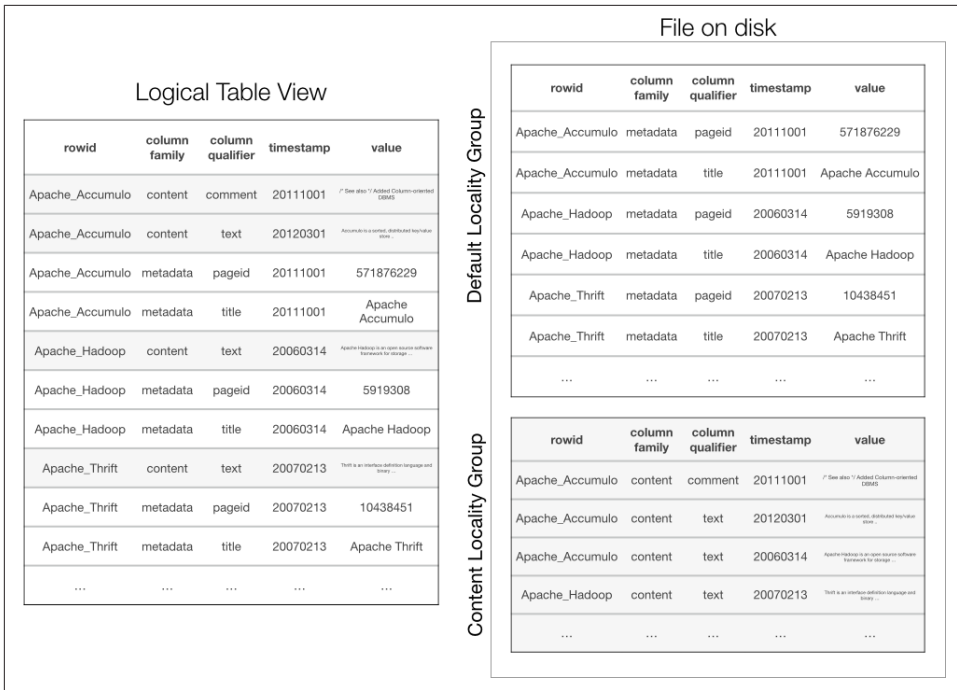 File on disk
Logical Table View
rowid column family column qualifier timestamp value
Apache_Accumulo content comment 20111001 /* See also */ Added Column-oriented DBMS
Apache_Accumulo content text 20120301 Accumulo is a sorted, distributed key/value store ...
Apache_Accumulo metadata pageid 20111001 571876229
Apache_Accumulo metadata title 20111001 Apache Accumulo
Apache_Hadoop content text 20060314 Apache Hadoop is an open source software framework for storage ...
Apache_Hadoop metadata pageid 20060314 5919308
Apache_Hadoop metadata title 20060314 Apache Hadoop
Apache_Thrift content text 20070213 Thrift is an interface definition language and binary ...
Apache_Thrift metadata pageid 20070213 10438451
Apache_Thrift metadata title 20070213 Apache Thrift
... ... ... ... ...
Default Locality Group
rowid column family column qualifier timestamp value
Apache_Accumulo metadata pageid 20111001 571876229
Apache_Accumulo metadata title 20111001 Apache Accumulo
Apache_Hadoop metadata pageid 20060314 5919308
Apache_Hadoop metadata title 20060314 Apache Hadoop
Apache_Thrift metadata pageid 20070213 10438451
Apache_Thrift metadata title 20070213 Apache Thrift
... ... ... ... ...
Content Locality Group
rowid column family column qualifier timestamp value
Apache_Accumulo content comment 20111001 /* See also */ Added Column-oriented DBMS
Apache_Accumulo content text 20120301 Accumulo is a sorted, distributed key/value store ...
Apache_Accumulo content text 20060314 Apache Hadoop is an open source software framework for storage ...
Apache_Hadoop content text 20070213 Thrift is an interface definition language and binary ...
... ... ... ... ...